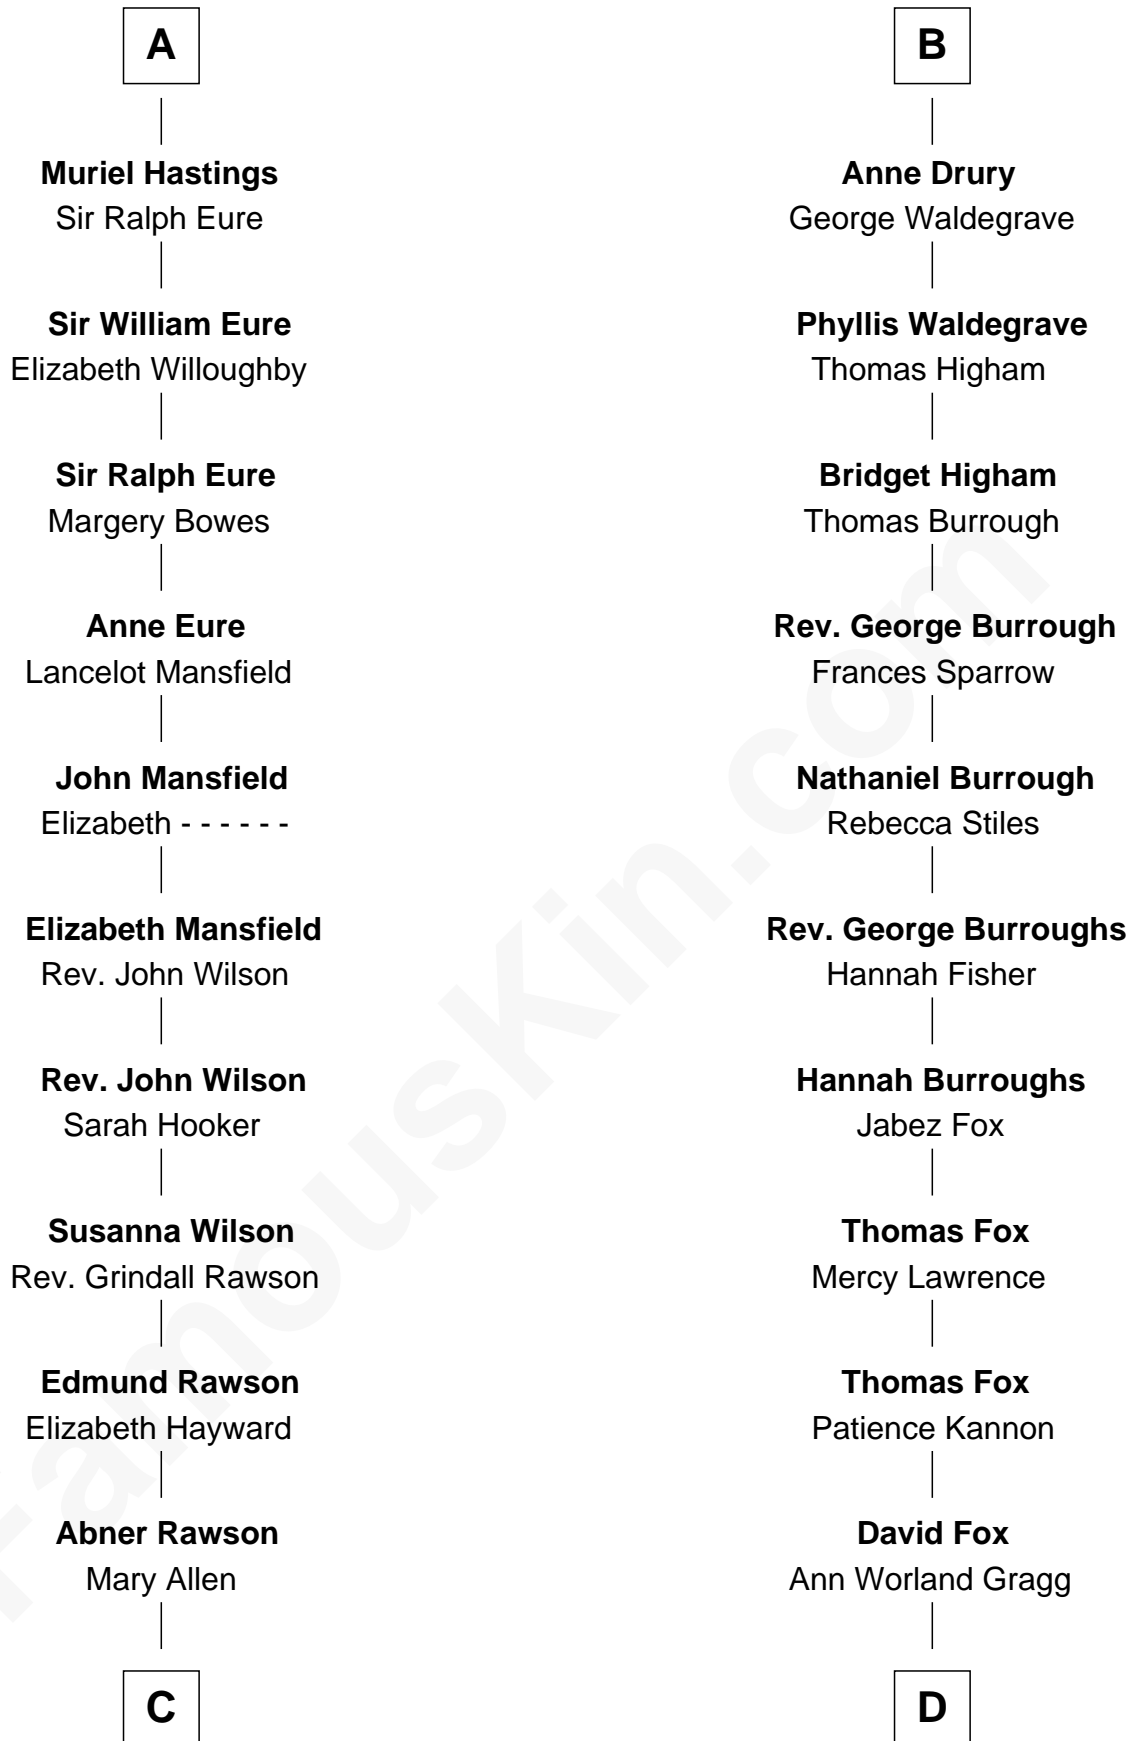 A
Muriel Hastings
Sir Ralph Eure
Sir William Eure
Elizabeth Willoughby
Sir Ralph Eure
Margery Bowes
Anne Eure
Lancelot Mansfield
John Mansfield
Elizabeth - - - - - -
Elizabeth Mansfield
Rev. John Wilson
Rev. John Wilson
Sarah Hooker
Susanna Wilson
Rev. Grindall Rawson
Edmund Rawson
Elizabeth Hayward
Abner Rawson
Mary Allen
C
B
Anne Drury
George Waldegrave
Phyllis Waldegrave
Thomas Higham
Bridget Higham
Thomas Burrough
Rev. George Burrough
Frances Sparrow
Nathaniel Burrough
Rebecca Stiles
Rev. George Burroughs
Hannah Fisher
Hannah Burroughs
Jabez Fox
Thomas Fox
Mercy Lawrence
Thomas Fox
Patience Kannon
David Fox
Ann Worland Gragg
D
FamousKin.com